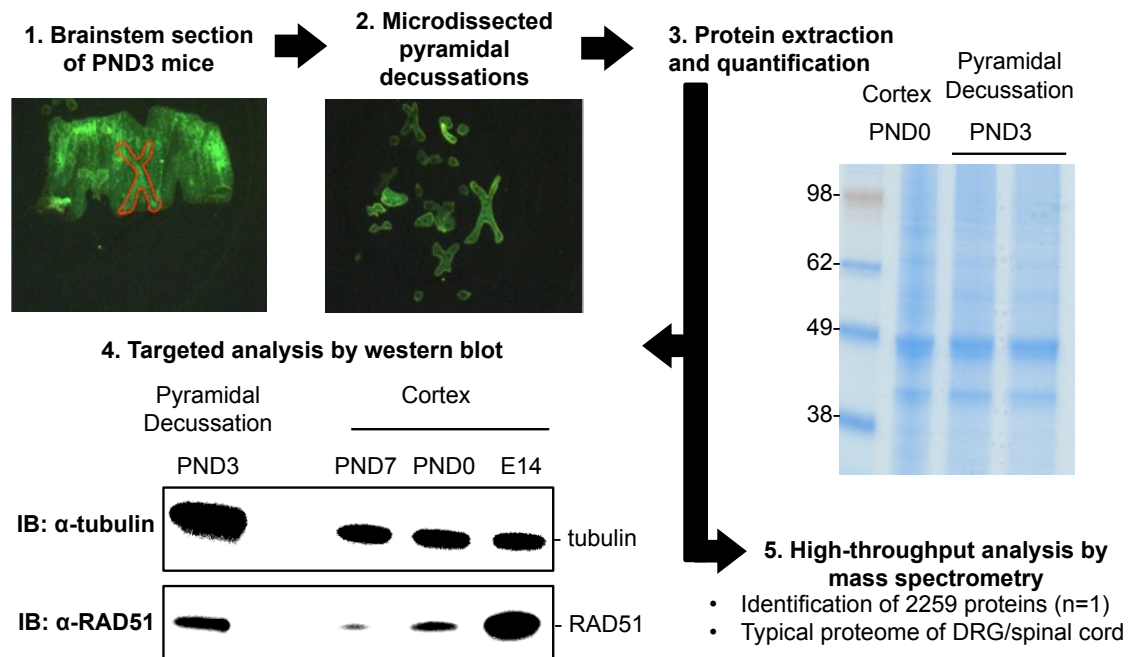 1. Brainstem section
of PND3 mice
2. Microdissected
pyramidal
decussations
3. Protein extraction
and quantification
Cortex
PND0
Pyramidal
Decussation
PND3
98-
62-
49-
38-
4. Targeted analysis by western blot
Pyramidal
Decussation
PND3
Cortex
PND7 PND0 E14
IB: α-tubulin
- tubulin
IB: α-RAD51
- RAD51
5. High-throughput analysis by
mass spectrometry
• Identification of 2259 proteins (n=1)
• Typical proteome of DRG/spinal cord